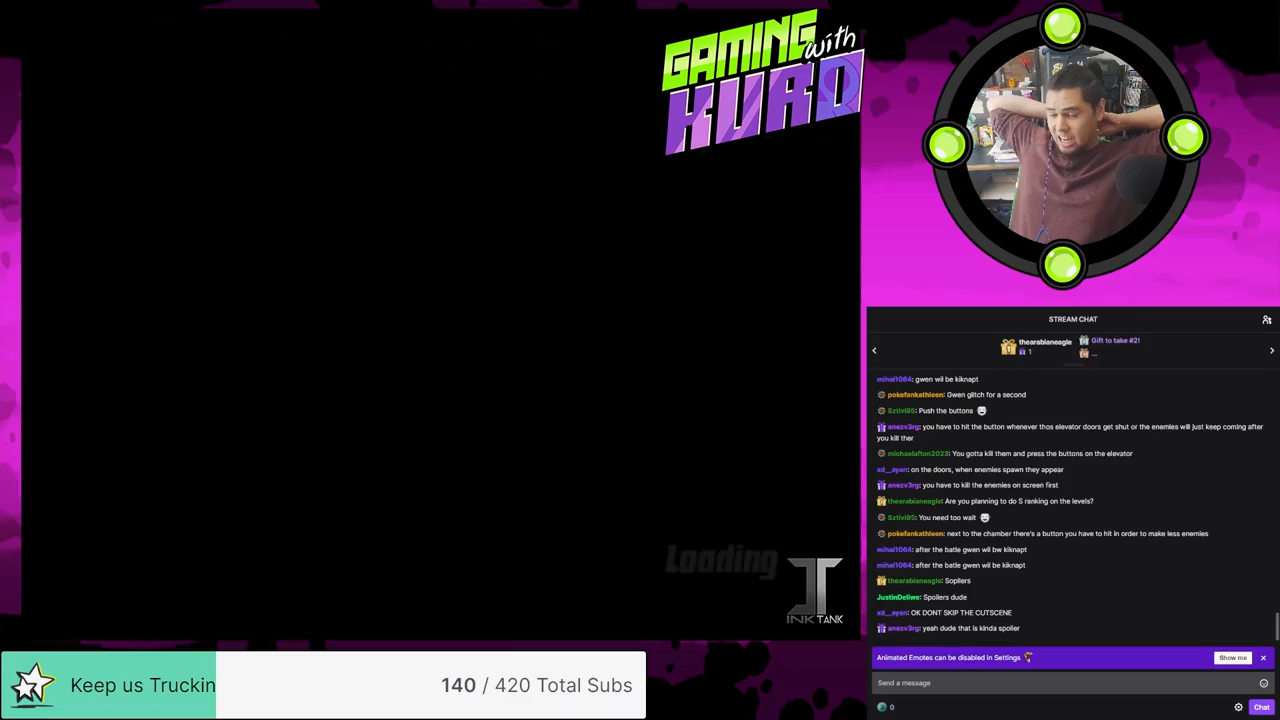 GAMING with
KURO
STREAM CHAT
thearabianeagle
1
Gift to take #2!
...
mihai1064: gwen wil be kiknapt
pokefankathleen: Gwen glitch for a second
Sztivi95: Push the buttons
anezv3rg: you have to hit the button whenever thos elevator doors get shut or the enemies will just keep coming after
you kill ther
michaelafton2023: You gotta kill them and press the buttons on the elevator
xd__ayan: on the doors, when enemies spawn they appear
anezv3rg: you have to kill the enemies on screen first
thearabianeagle: Are you planning to do S ranking on the levels?
Sztivi95: You need too wait
pokefankathleen: next to the chamber there's a button you have to hit in order to make less enemies
mihai1064: after the batle gwen wil bw kiknapt
mihai1064: after the batle gwen wil be kiknapt
thearabianeagle: Sopilers
JustinDeliwe: Spoilers dude
xd__ayan: OK DONT SKIP THE CUTSCENE
anezv3rg: yeah dude that is kinda spoiler
Loading
INKTANK
Animated Emotes can be disabled in Settings
Show me
Send a message
0
Chat
Keep us Truckin
140 / 420 Total Subs